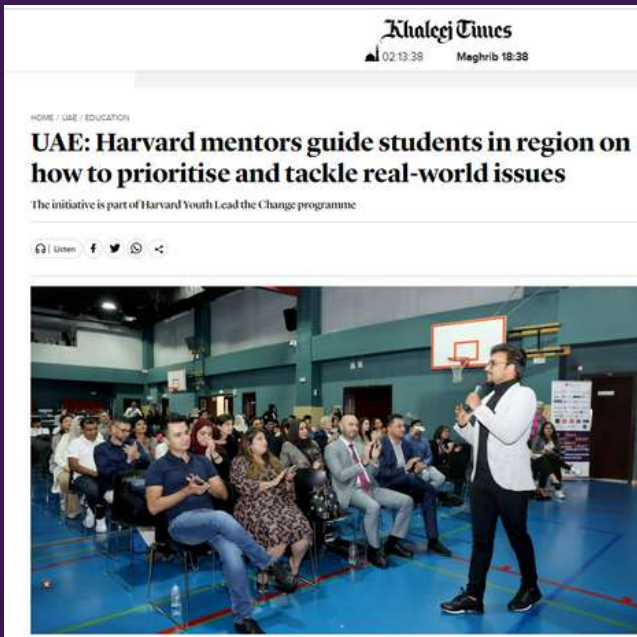 Khaleej Times
02:13:38 Maghrib 18:38
HOME / UAE / EDUCATION
UAE: Harvard mentors guide students in region on
how to prioritise and tackle real-world issues
The initiative is part of Harvard Youth Lead the Change programme
Listen